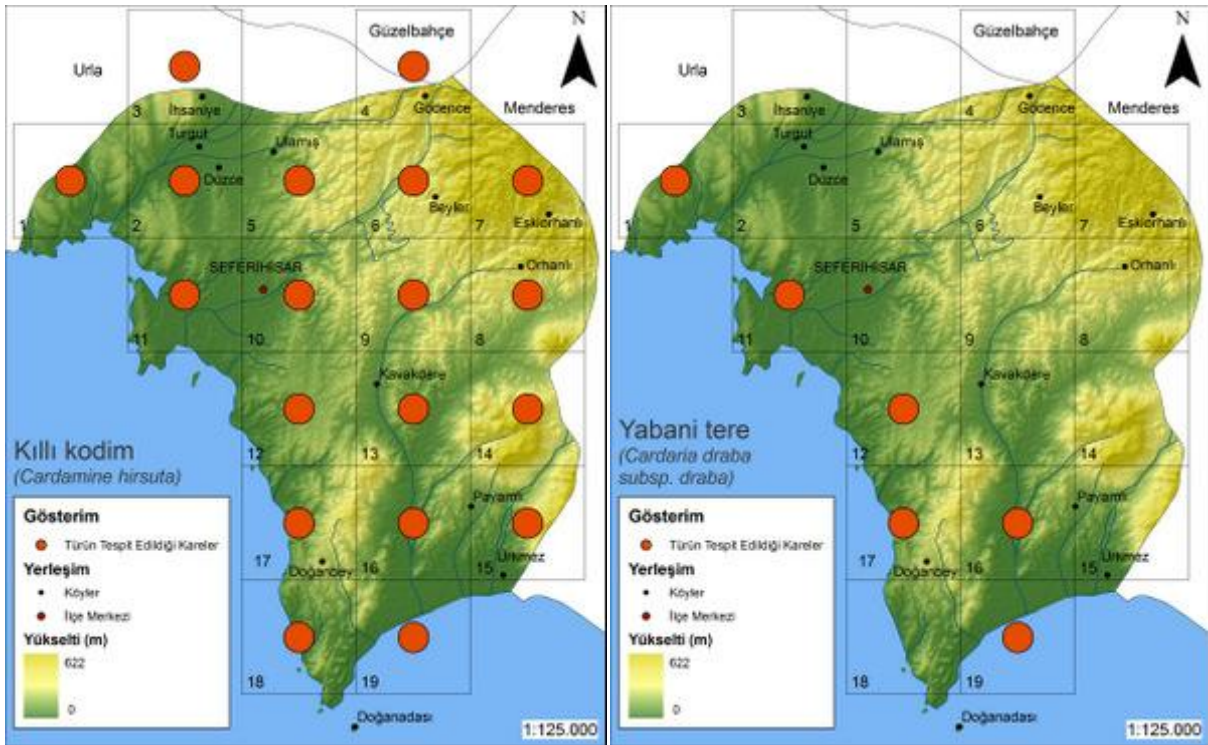 N
Güzelbahçe
Urla
Menderes
3
4
İhsaniye
Gödence
Turgut
Ulamış
Düzce
Beyler
Eskiorhanlı
1
2
5
6
7
SEFERİHİSAR
Orhanlı
11
10
9
8
Kavakdere
Kıllı kodim
(Cardamine hirsuta)
12
13
14
Payamlı
Gösterim
Türün Tespit Edildiği Kareler
Yerleşim
Köyler
İlçe Merkezi
Yükselti (m)
622
0
17
Doğanbey
16
15
Ürkmez
18
19
Doğanadası
1:125.000
N
Güzelbahçe
Urla
Menderes
3
4
İhsaniye
Gödence
Turgut
Ulamış
Düzce
Beyler
Eskiorhanlı
1
2
5
6
7
SEFERİHİSAR
Orhanlı
11
10
9
8
Kavakdere
Yabani tere
(Cardaria draba
subsp. draba)
12
13
14
Payamlı
Gösterim
Türün Tespit Edildiği Kareler
Yerleşim
Köyler
İlçe Merkezi
Yükselti (m)
622
0
17
Doğanbey
16
15
Ürkmez
18
19
Doğanadası
1:125.000